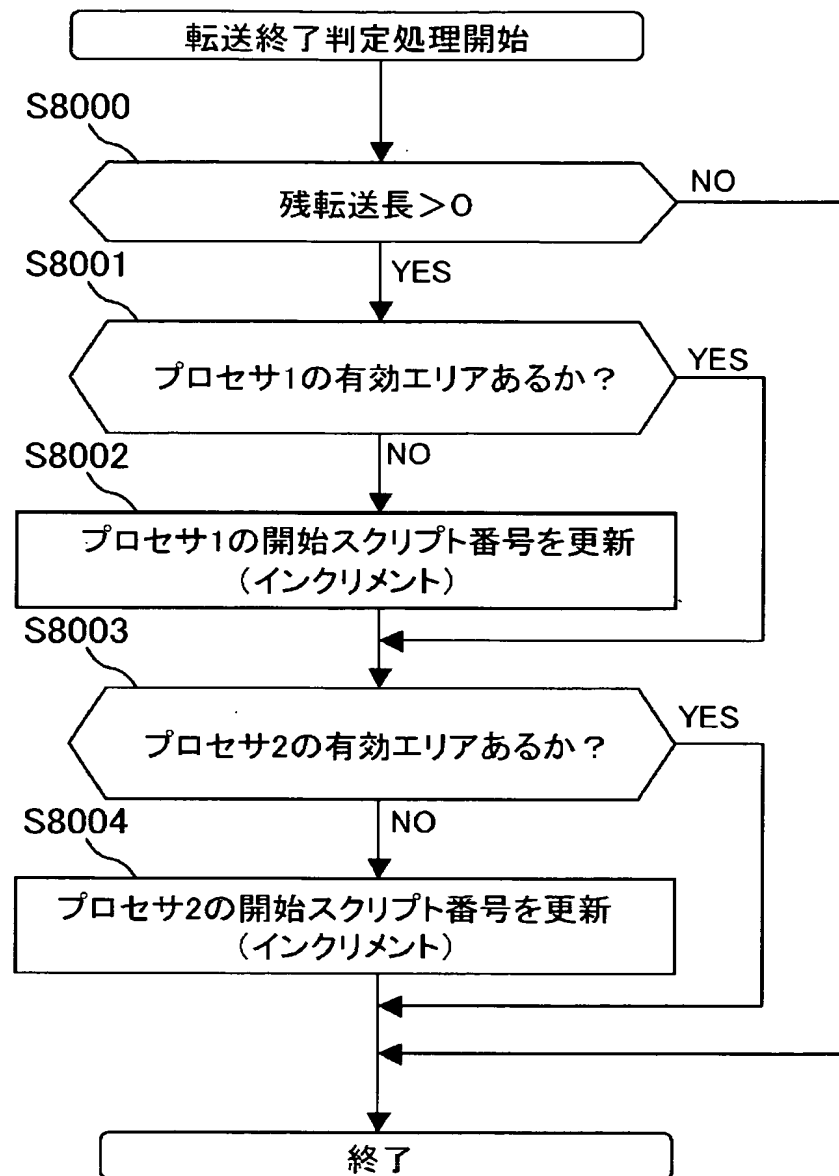 転送終了判定処理開始
S8000
残転送長＞0
NO
YES
S8001
プロセサ1の有効エリアあるか？
YES
NO
S8002
プロセサ1の開始スクリプト番号を更新
（インクリメント）
S8003
プロセサ2の有効エリアあるか？
YES
NO
S8004
プロセサ2の開始スクリプト番号を更新
（インクリメント）
終了